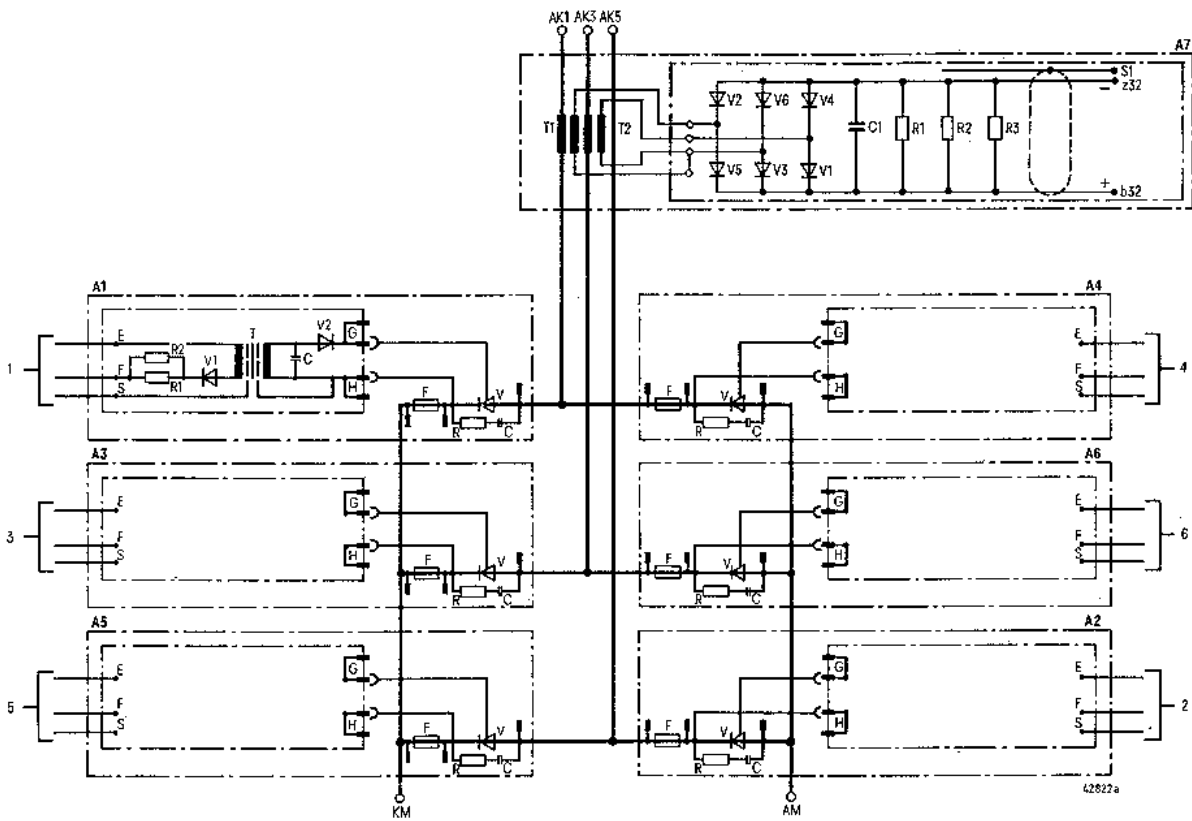 AK1 AK3 AK5
A7
S1
z32
−
V2 V6 V4
T1 T2
C1 R1 R2 R3
V5 V3 V1
+
b32
A1
A4
E
R2
V1
T
V2
C
G
F
R1
S
H
1
F
V
R
C
F
V
R
C
G
H
E
F
S
4
A3
A6
E
F
S
3
G
H
F
V
R
C
F
V
R
C
G
H
E
F
S
6
A5
A2
E
F
S
5
G
H
F
V
R
C
F
V
R
C
G
H
E
F
S
2
KM
AM
42822a